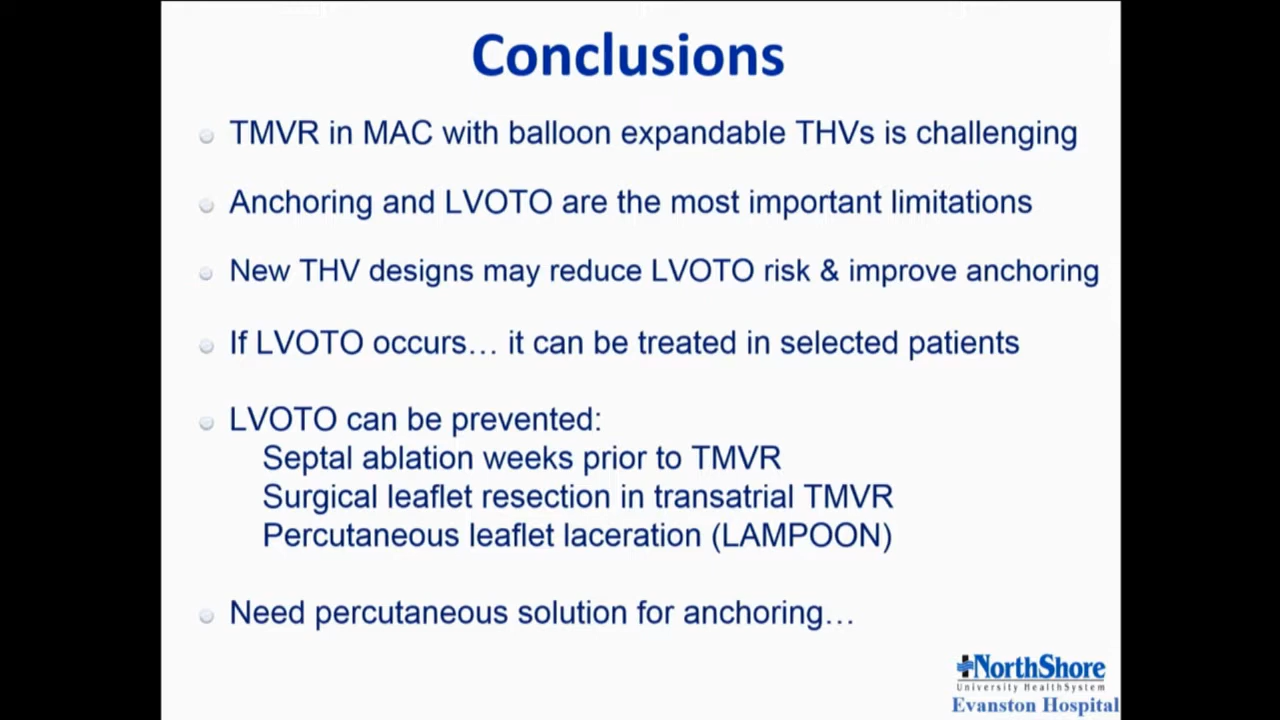 Conclusions
TMVR in MAC with balloon expandable THVs is challenging
Anchoring and LVOTO are the most important limitations
New THV designs may reduce LVOTO risk & improve anchoring
If LVOTO occurs… it can be treated in selected patients
LVOTO can be prevented:
Septal ablation weeks prior to TMVR
Surgical leaflet resection in transatrial TMVR
Percutaneous leaflet laceration (LAMPOON)
Need percutaneous solution for anchoring…
NorthShore
University HealthSystem
Evanston Hospital